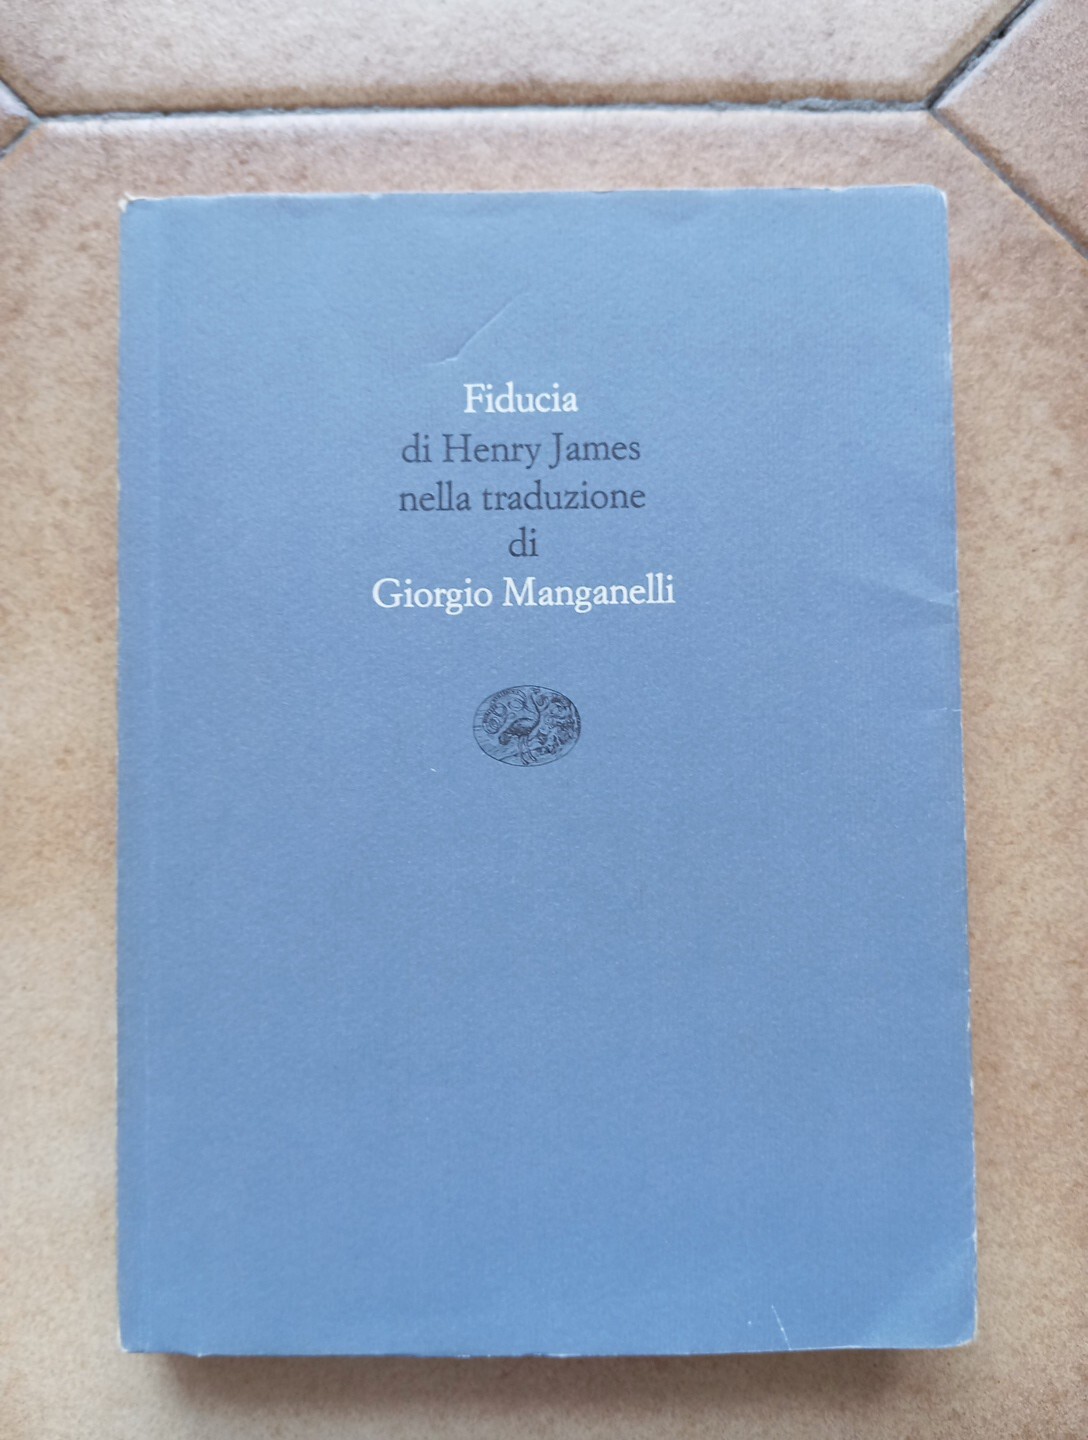 Fiducia
di Henry James
nella traduzione
di
Giorgio Manganelli